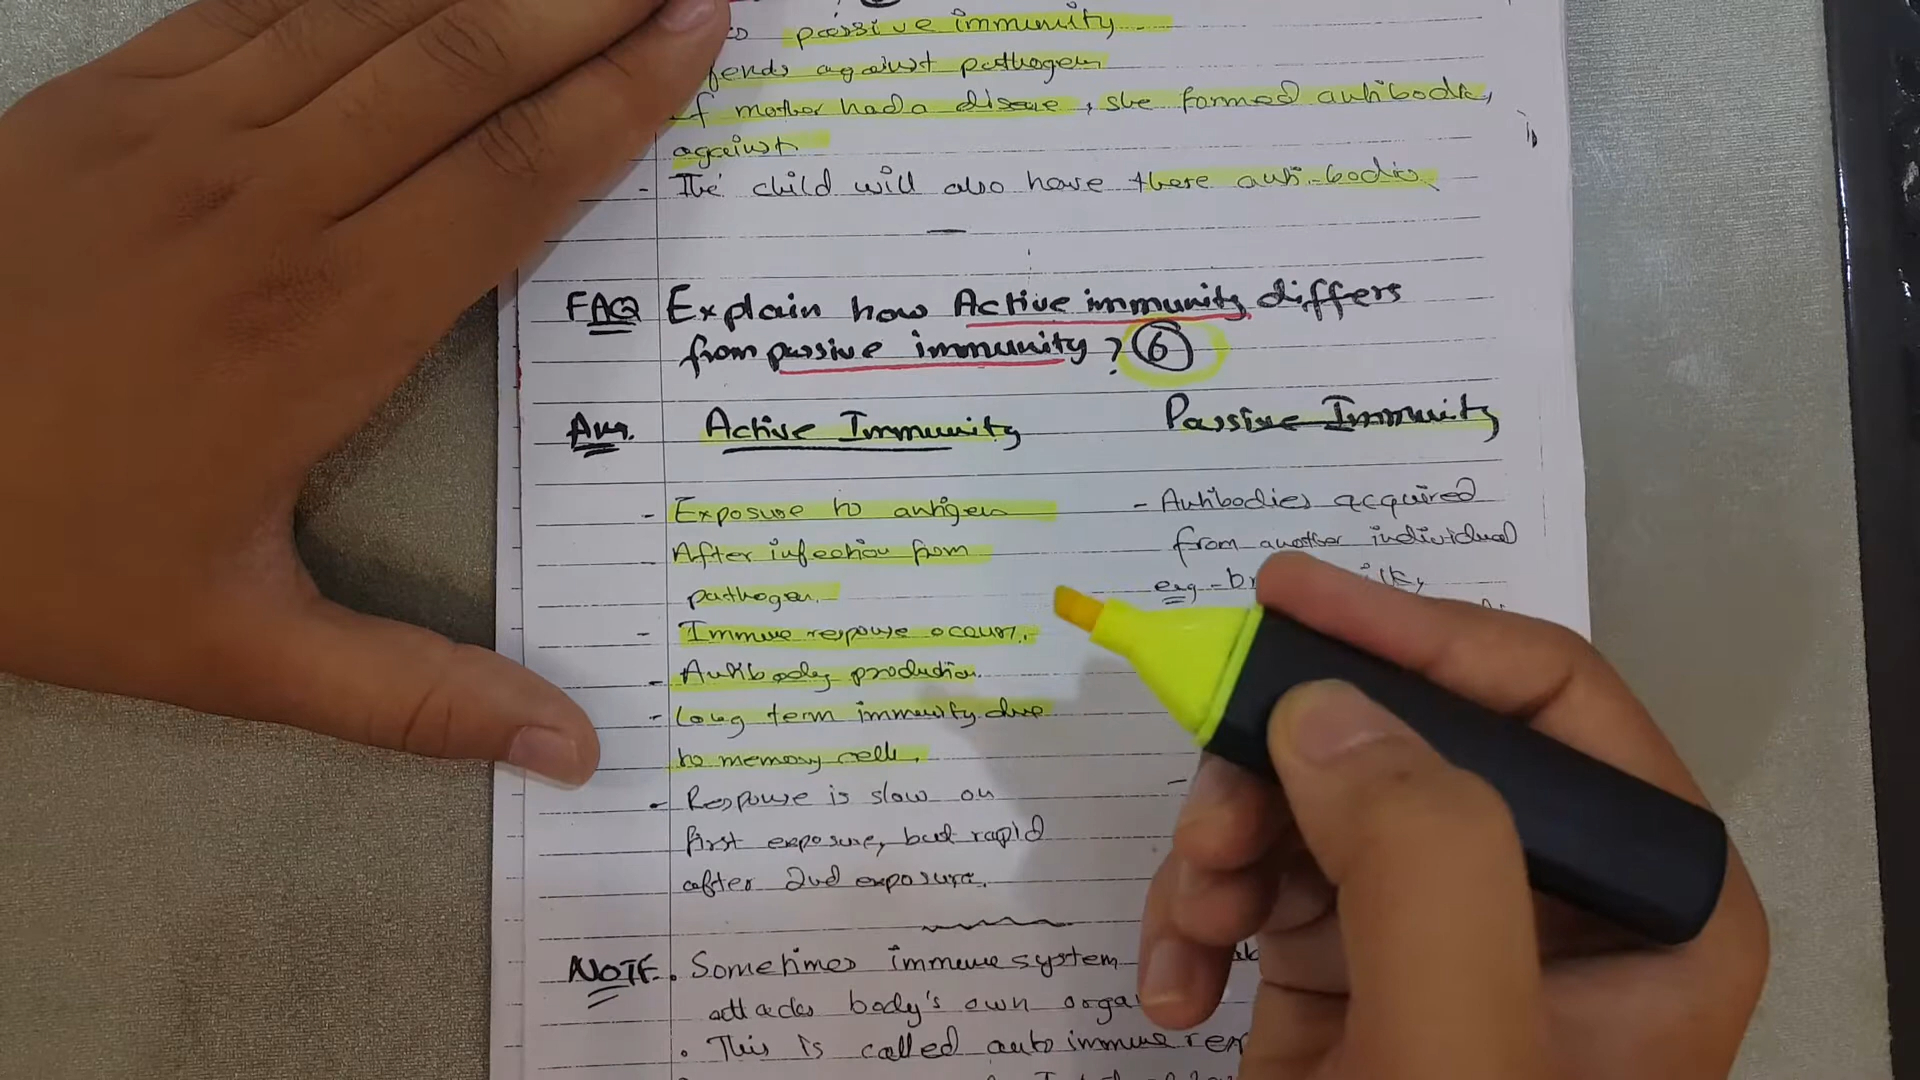 passive immunity
fends against pathogen
if mother had a disease, she formed antibodies,
against
- The child will also have these anti-bodies
FAQ Explain how Active immunity differs
from passive immunity? 6
Ans. Active Immunity Passive Immunity
- Exposure to antigen - Antibodies acquired
After infection from from another individual
pathogen. e.g -
- Immune response occurs.
- Antibody production.
- Long term immunity due
to memory cells.
- Response is slow on -
first exposure, but rapid
after 2nd exposure.
NOTE. Sometimes immune system
attacks body's own
. This is called auto immune